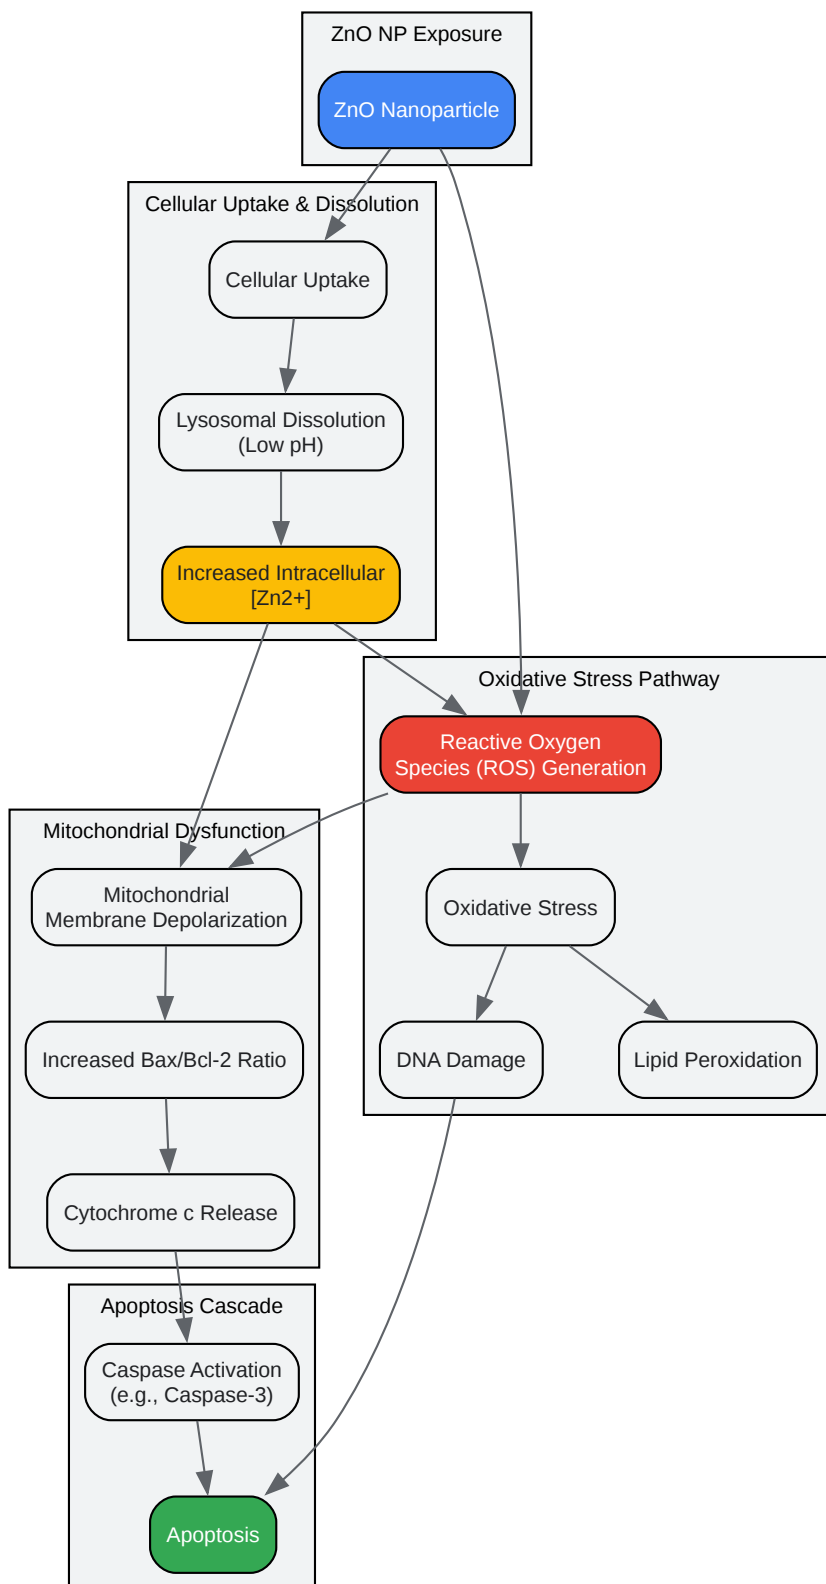 ZnO NP Exposure
ZnO Nanoparticle
Cellular Uptake & Dissolution
Cellular Uptake
Lysosomal Dissolution
(Low pH)
Increased Intracellular
[Zn2+]
Oxidative Stress Pathway
Reactive Oxygen
Species (ROS) Generation
Mitochondrial Dysfunction
Mitochondrial
Membrane Depolarization
Oxidative Stress
Increased Bax/Bcl-2 Ratio
DNA Damage
Lipid Peroxidation
Cytochrome c Release
Apoptosis Cascade
Caspase Activation
(e.g., Caspase-3)
Apoptosis